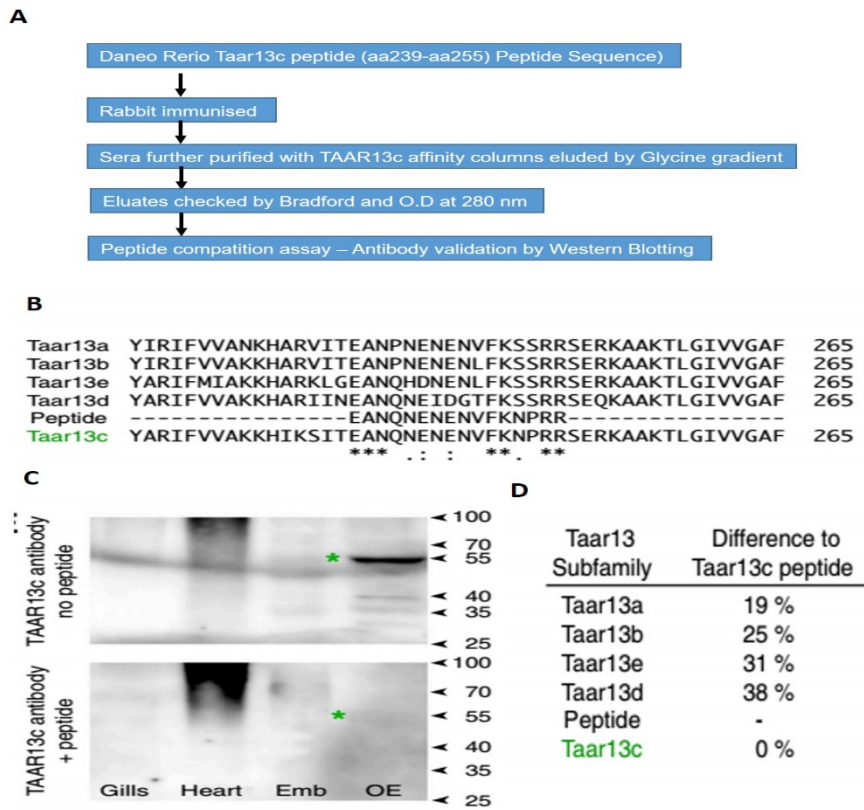 A
Daneo Rerio Taar13c peptide (aa239-aa255) Peptide Sequence)
Rabbit immunised
Sera further purified with TAAR13c affinity columns eluded by Glycine gradient
Eluates checked by Bradford and O.D at 280 nm
Peptide compatition assay – Antibody validation by Western Blotting
B
Taar13a YIRIFVVANKHARVITEANPNENENVFKSSRRSERKAAKTLGIVVGAF 265
Taar13b YIRIFVVAKKHARVITEANPNENENLFKSSRRSERKAAKTLGIVVGAF 265
Taar13e YARIFMIAKKHARKLGEANQHDNENLFKSSRRSERKAAKTLGIVVGAF 265
Taar13d YARIFVVAKKHARIINEANQNEIDGTFKSSRRSEQKAAKTLGIVVGAF 265
Peptide ----------------EANQNENENVFKNPRR----------------
Taar13c YARIFVVAKKHIKSITEANQNENENVFKNPRRSERKAAKTLGIVVGAF 265
*** .: : **. **
C
TAAR13c antibody
no peptide
*
100
70
55
40
35
25
TAAR13c antibody
+ peptide
*
100
70
55
40
35
25
Gills Heart Emb OE
D
Taar13 Difference to
Subfamily Taar13c peptide
Taar13a 19 %
Taar13b 25 %
Taar13e 31 %
Taar13d 38 %
Peptide -
Taar13c 0 %